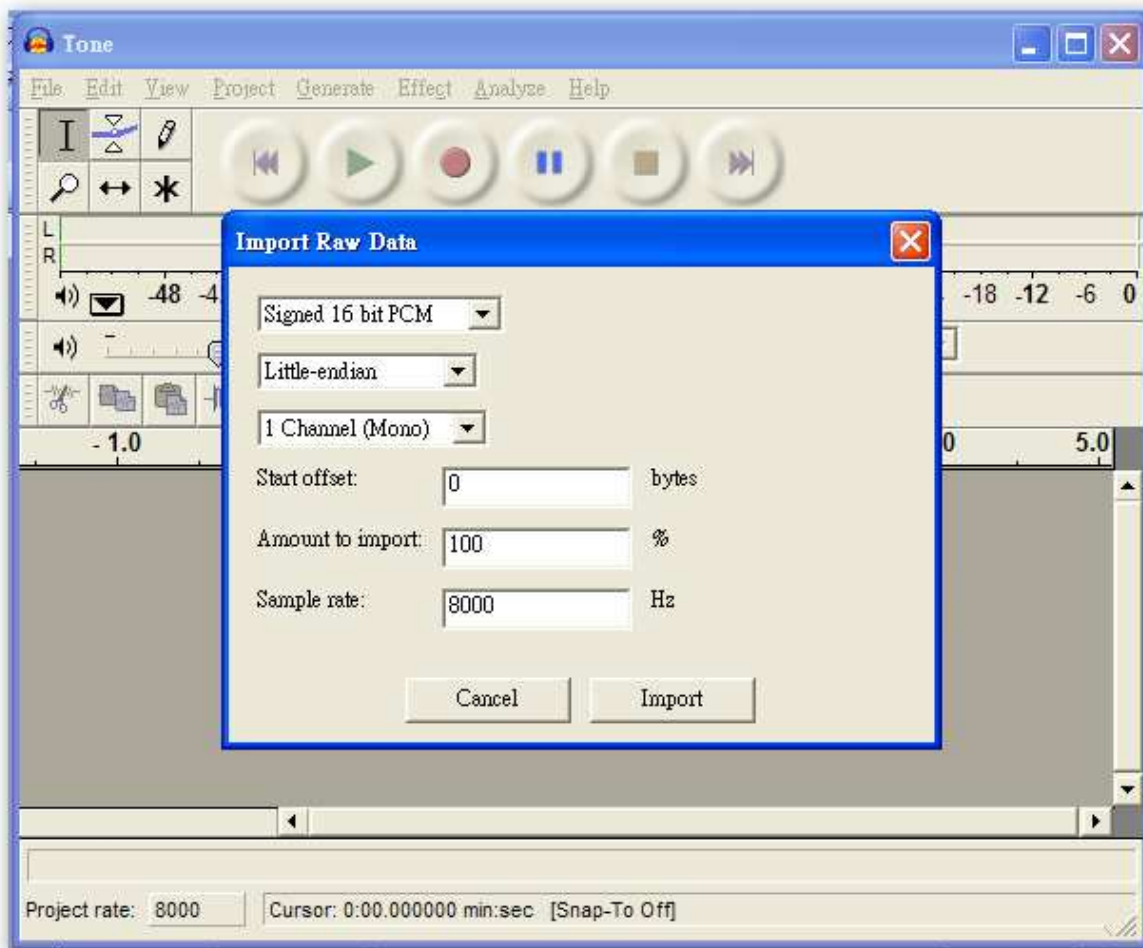 Tone
File Edit View Project Generate Effect Analyze Help
L
R
-48 -4 -18 -12 -6 0
Import Raw Data
Signed 16 bit PCM
Little-endian
1 Channel (Mono)
- 1.0 0 5.0
Start offset: 0 bytes
Amount to import: 100 %
Sample rate: 8000 Hz
Cancel Import
Project rate: 8000 Cursor: 0:00.000000 min:sec [Snap-To Off]